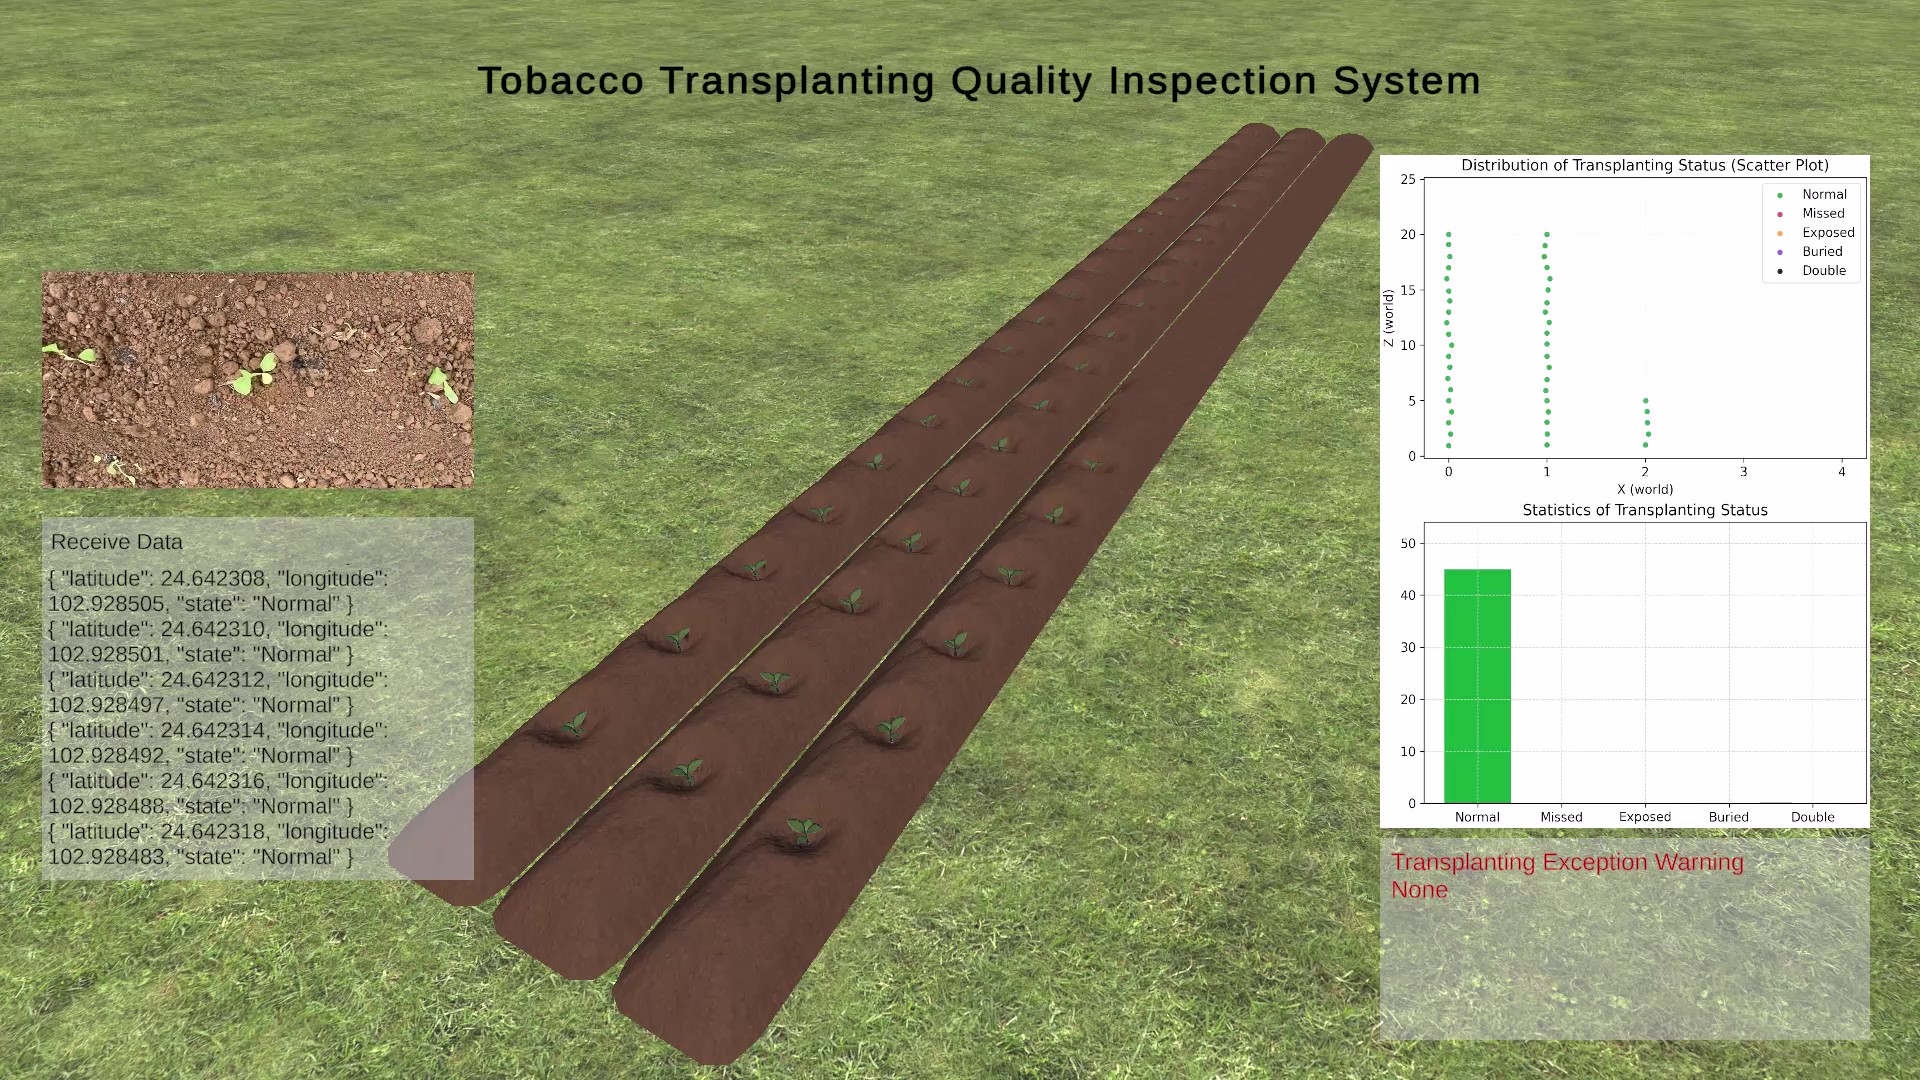 Tobacco Transplanting Quality Inspection System
Receive Data
{ "latitude": 24.642308, "longitude":
102.928505, "state": "Normal" }
{ "latitude": 24.642310, "longitude":
102.928501, "state": "Normal" }
{ "latitude": 24.642312, "longitude":
102.928497, "state": "Normal" }
{ "latitude": 24.642314, "longitude":
102.928492, "state": "Normal" }
{ "latitude": 24.642316, "longitude":
102.928488, "state": "Normal" }
{ "latitude": 24.642318, "longitude":
102.928483, "state": "Normal" }
Distribution of Transplanting Status (Scatter Plot)
25
20
15
10
5
0
Z (world)
Normal
Missed
Exposed
Buried
Double
0 1 2 3 4
X (world)
Statistics of Transplanting Status
50
40
30
20
10
0
Normal Missed Exposed Buried Double
Transplanting Exception Warning
None